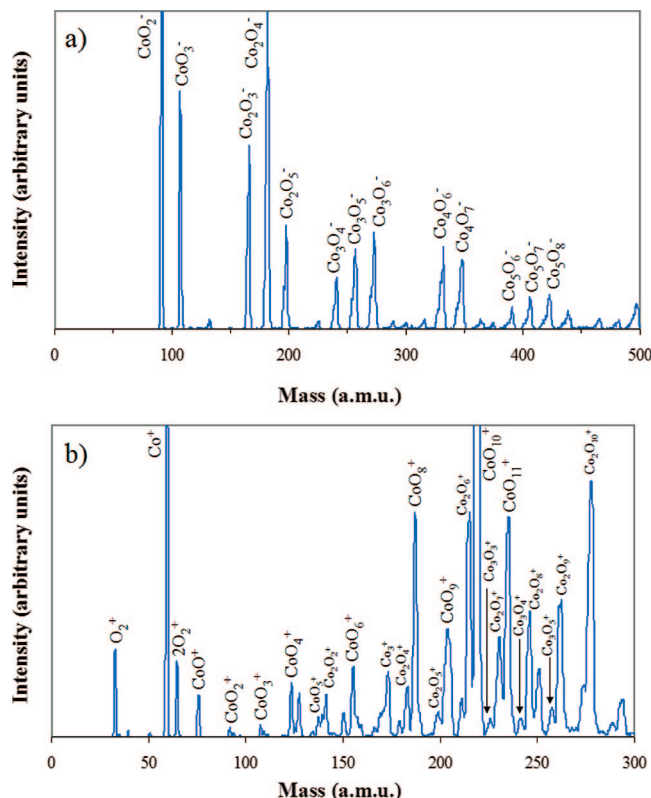 a)
CoO₂⁻
CoO₃⁻
Co₂O₃⁻
Co₂O₄⁻
Co₂O₅⁻
Co₃O₄⁻
Co₃O₅⁻
Co₃O₆⁻
Co₄O₆⁻
Co₄O₇⁻
Co₅O₆⁻
Co₅O₇⁻
Co₅O₈⁻
Intensity (arbitrary units)
0 100 200 300 400 500
Mass (a.m.u.)
b)
O₂⁺
Co⁺
2O₂⁺
CoO⁺
CoO₂⁺
CoO₃⁺
CoO₄⁺
CoO₅⁺
Co₂O₂⁺
CoO₆⁺
Co₃⁺
Co₂O₄⁺
CoO₈⁺
Co₂O₅⁺
CoO₉⁺
Co₂O₆⁺
CoO₁₀⁺
Co₃O₃⁺
Co₂O₇⁺
CoO₁₁⁺
Co₃O₄⁺
Co₂O₈⁺
Co₃O₅⁺
Co₂O₉⁺
Co₂O₁₀⁺
Intensity (arbitrary units)
0 50 100 150 200 250 300
Mass (a.m.u.)